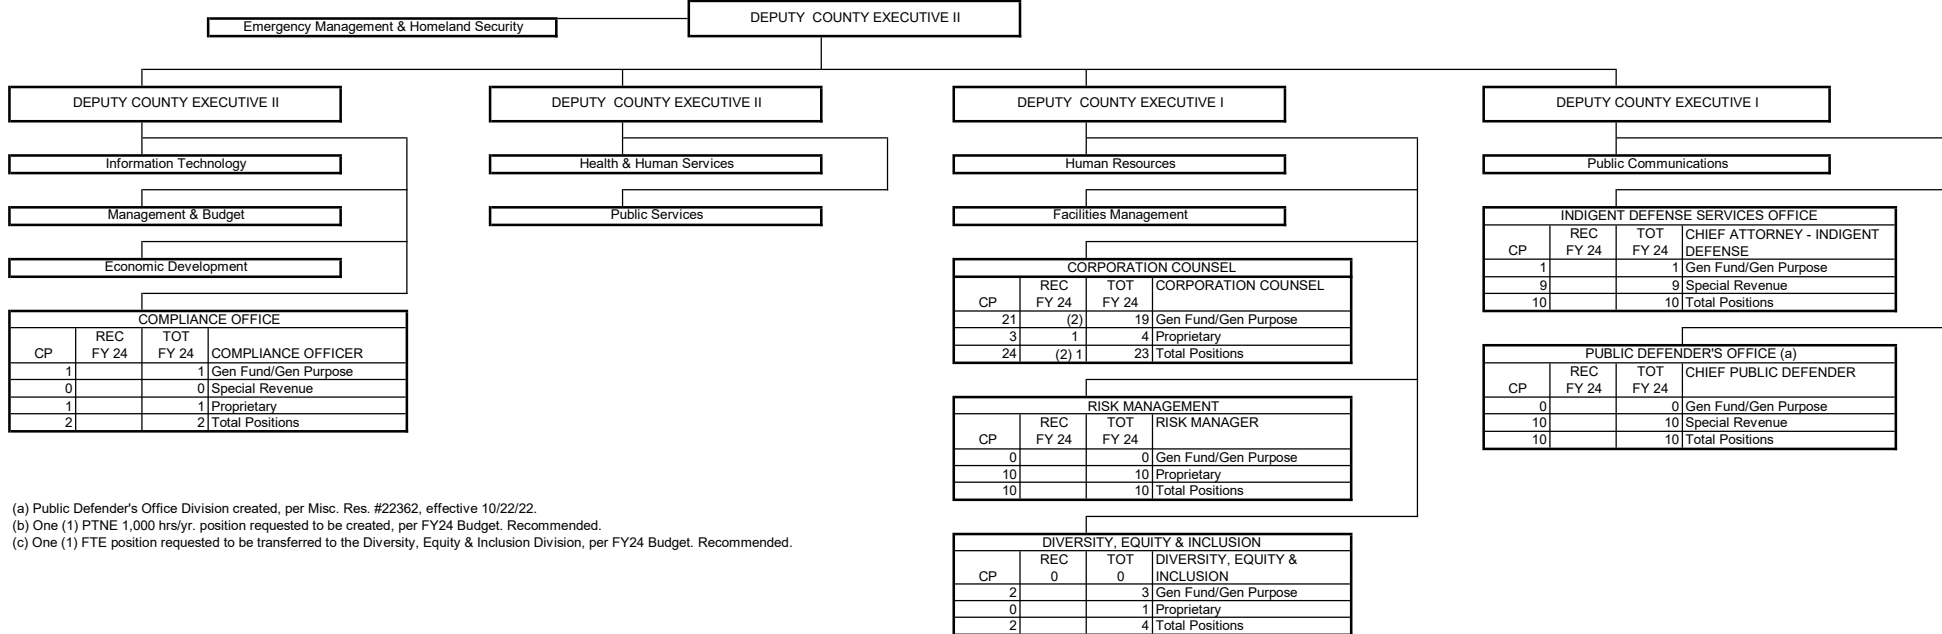 DEPUTY COUNTY EXECUTIVE II
Emergency Management & Homeland Security
DEPUTY COUNTY EXECUTIVE II
DEPUTY COUNTY EXECUTIVE II
DEPUTY COUNTY EXECUTIVE I
DEPUTY COUNTY EXECUTIVE I
Information Technology
Health & Human Services
Human Resources
Public Communications
Management & Budget
Public Services
Facilities Management
Economic Development
COMPLIANCE OFFICE
REC TOT
CP FY 24 FY 24 COMPLIANCE OFFICER
1 1 Gen Fund/Gen Purpose
0 0 Special Revenue
1 1 Proprietary
2 2 Total Positions
CORPORATION COUNSEL
REC TOT CORPORATION COUNSEL
CP FY 24 FY 24
21 (2) 19 Gen Fund/Gen Purpose
3 1 4 Proprietary
24 (2) 1 23 Total Positions
RISK MANAGEMENT
REC TOT RISK MANAGER
CP FY 24 FY 24
0 0 Gen Fund/Gen Purpose
10 10 Proprietary
10 10 Total Positions
DIVERSITY, EQUITY & INCLUSION
REC TOT DIVERSITY, EQUITY &
CP 0 0 INCLUSION
2 3 Gen Fund/Gen Purpose
0 1 Proprietary
2 4 Total Positions
INDIGENT DEFENSE SERVICES OFFICE
REC TOT CHIEF ATTORNEY - INDIGENT
CP FY 24 FY 24 DEFENSE
1 1 Gen Fund/Gen Purpose
9 9 Special Revenue
10 10 Total Positions
PUBLIC DEFENDER'S OFFICE (a)
REC TOT CHIEF PUBLIC DEFENDER
CP FY 24 FY 24
0 0 Gen Fund/Gen Purpose
10 10 Special Revenue
10 10 Total Positions
(a) Public Defender's Office Division created, per Misc. Res. #22362, effective 10/22/22.
(b) One (1) PTNE 1,000 hrs/yr. position requested to be created, per FY24 Budget. Recommended.
(c) One (1) FTE position requested to be transferred to the Diversity, Equity & Inclusion Division, per FY24 Budget. Recommended.